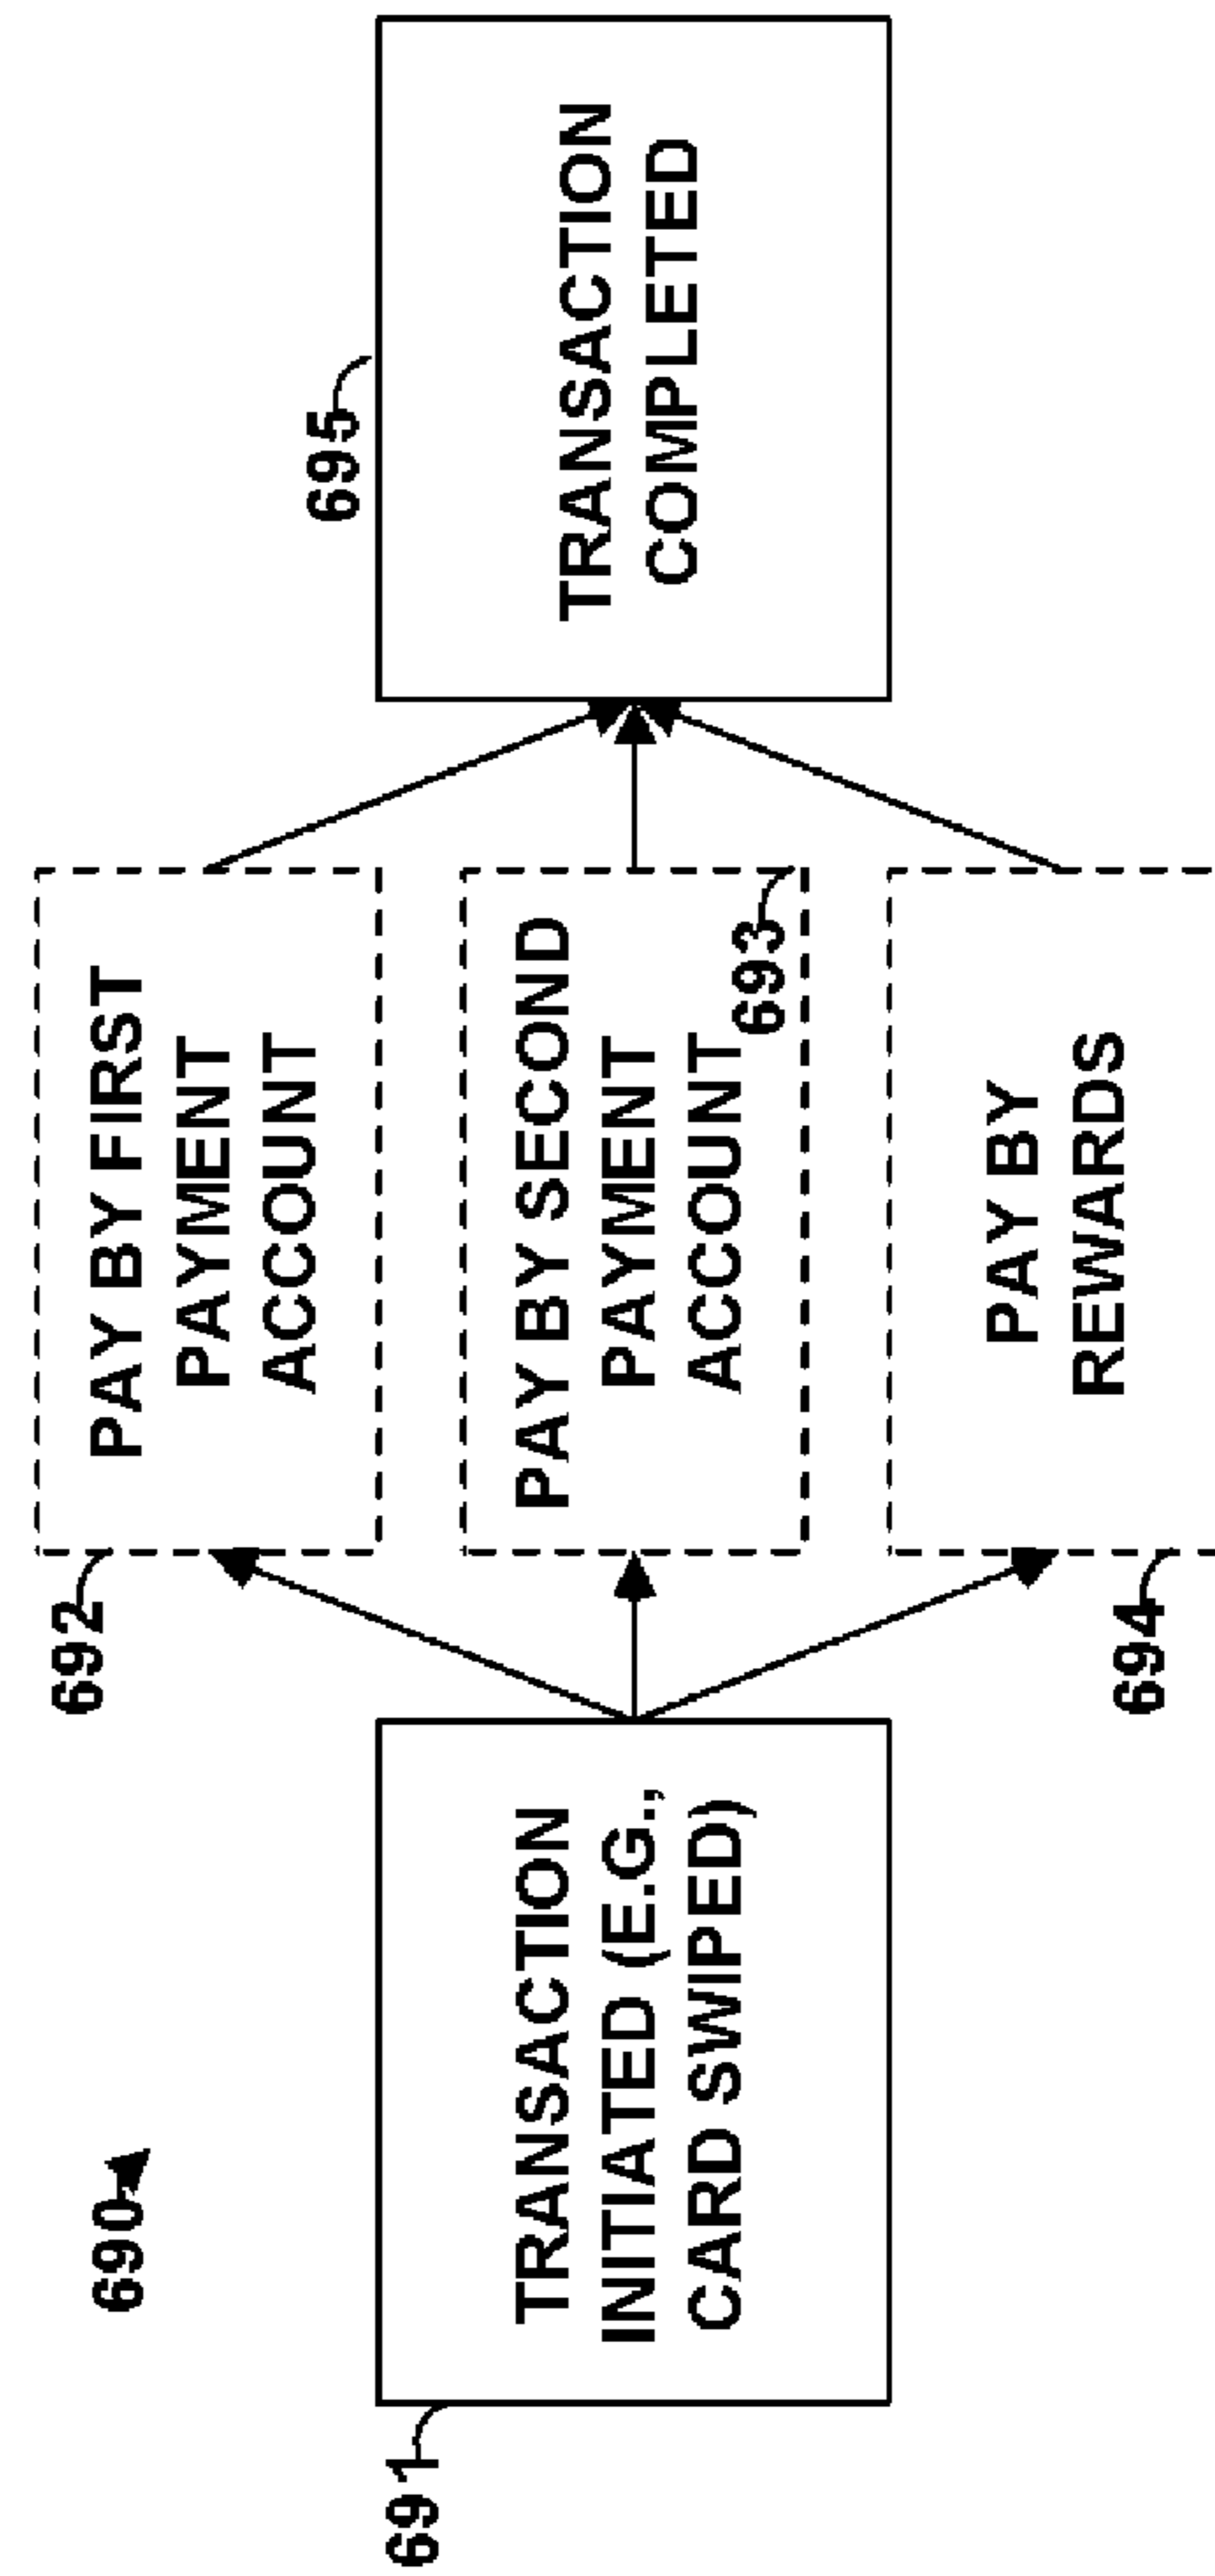 690
691
TRANSACTION
INITIATED (E.G.,
CARD SWIPED)
692
PAY BY FIRST
PAYMENT
ACCOUNT
PAY BY SECOND
PAYMENT
ACCOUNT
693
694
PAY BY
REWARDS
695
TRANSACTION
COMPLETED